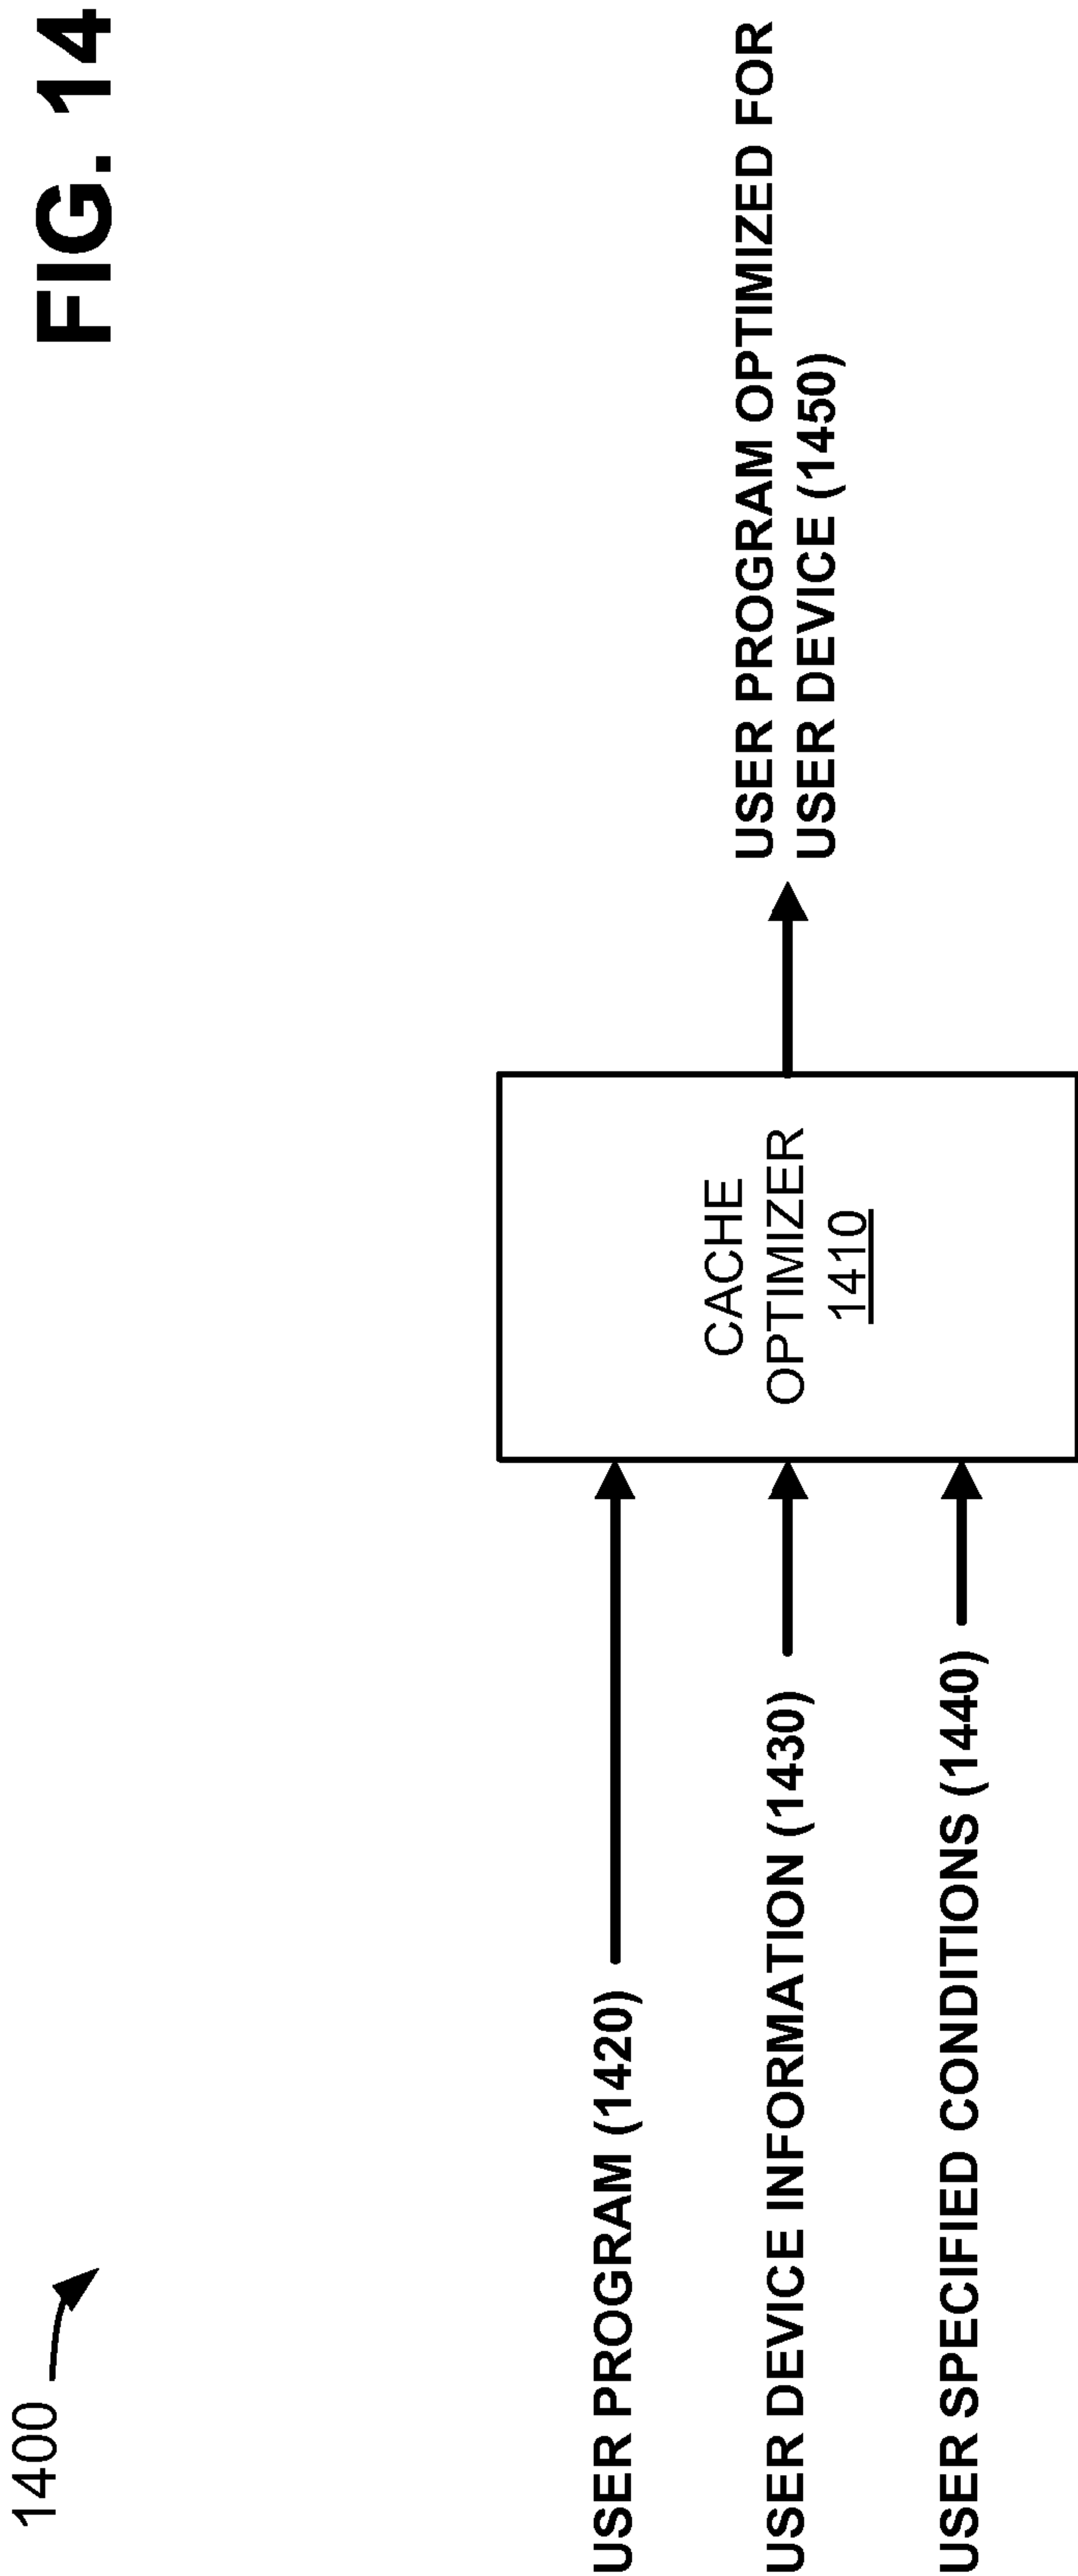 FIG. 14
1400
USER PROGRAM (1420)
USER DEVICE INFORMATION (1430)
USER SPECIFIED CONDITIONS (1440)
CACHE
OPTIMIZER
1410
USER PROGRAM OPTIMIZED FOR
USER DEVICE (1450)